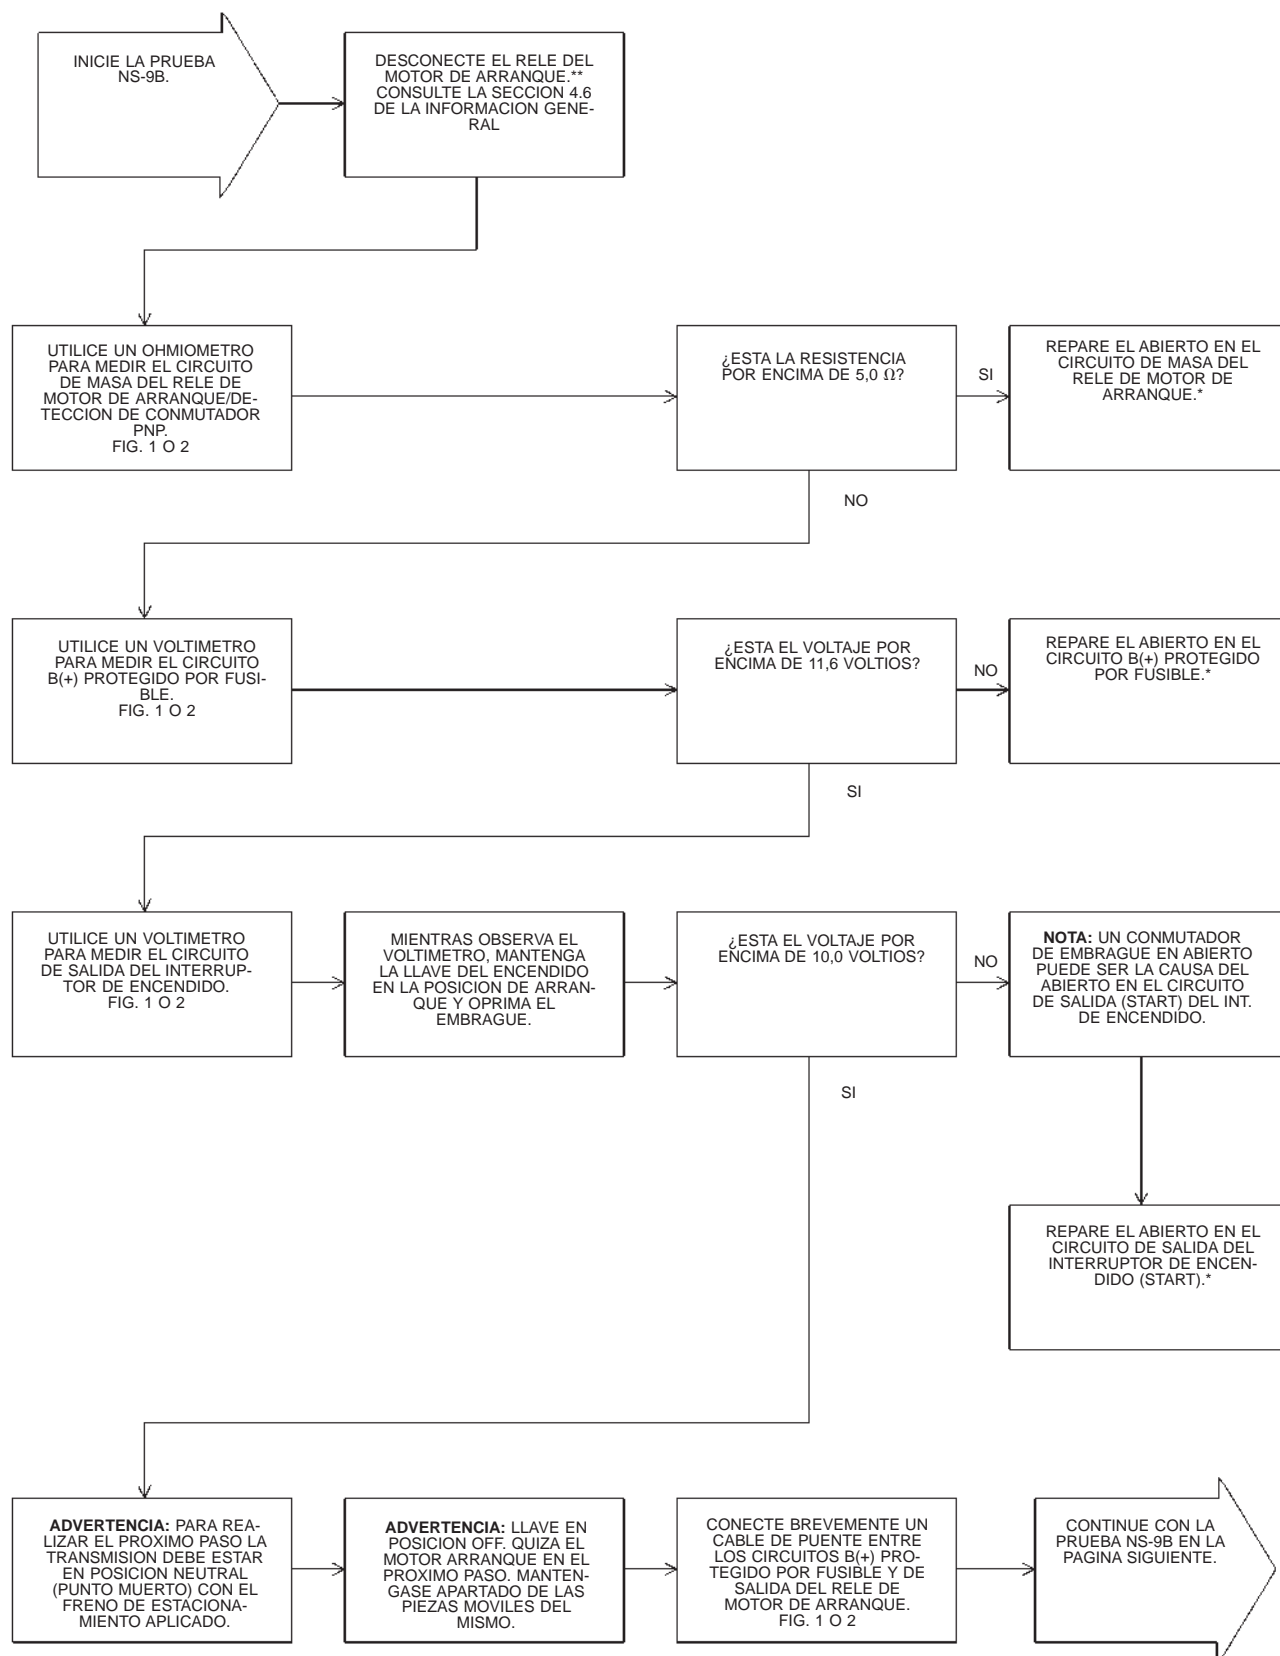 INICIE LA PRUEBA
NS-9B.
DESCONECTE EL RELE DEL
MOTOR DE ARRANQUE.**
CONSULTE LA SECCION 4.6
DE LA INFORMACION GENE-
RAL
UTILICE UN OHMIOMETRO
PARA MEDIR EL CIRCUITO
DE MASA DEL RELE DE
MOTOR DE ARRANQUE/DE-
TECCION DE CONMUTADOR
PNP.
FIG. 1 O 2
¿ESTA LA RESISTENCIA
POR ENCIMA DE 5,0 Ω?
SI
REPARE EL ABIERTO EN EL
CIRCUITO DE MASA DEL
RELE DE MOTOR DE
ARRANQUE.*
NO
UTILICE UN VOLTIMETRO
PARA MEDIR EL CIRCUITO
B(+) PROTEGIDO POR FUSI-
BLE.
FIG. 1 O 2
¿ESTA EL VOLTAJE POR
ENCIMA DE 11,6 VOLTIOS?
NO
REPARE EL ABIERTO EN EL
CIRCUITO B(+) PROTEGIDO
POR FUSIBLE.*
SI
UTILICE UN VOLTIMETRO
PARA MEDIR EL CIRCUITO
DE SALIDA DEL INTERRUP-
TOR DE ENCENDIDO.
FIG. 1 O 2
MIENTRAS OBSERVA EL
VOLTIMETRO, MANTENGA
LA LLAVE DEL ENCENDIDO
EN LA POSICION DE ARRAN-
QUE Y OPRIMA EL
EMBRAGUE.
¿ESTA EL VOLTAJE POR
ENCIMA DE 10,0 VOLTIOS?
NO
NOTA: UN CONMUTADOR
DE EMBRAGUE EN ABIERTO
PUEDE SER LA CAUSA DEL
ABIERTO EN EL CIRCUITO
DE SALIDA (START) DEL INT.
DE ENCENDIDO.
SI
REPARE EL ABIERTO EN EL
CIRCUITO DE SALIDA DEL
INTERRUPTOR DE ENCEN-
DIDO (START).*
ADVERTENCIA: PARA REA-
LIZAR EL PROXIMO PASO LA
TRANSMISION DEBE ESTAR
EN POSICION NEUTRAL
(PUNTO MUERTO) CON EL
FRENO DE ESTACIONA-
MIENTO APLICADO.
ADVERTENCIA: LLAVE EN
POSICION OFF. QUIZA EL
MOTOR ARRANQUE EN EL
PROXIMO PASO. MANTEN-
GASE APARTADO DE LAS
PIEZAS MOVILES DEL
MISMO.
CONECTE BREVEMENTE UN
CABLE DE PUENTE ENTRE
LOS CIRCUITOS B(+) PRO-
TEGIDO POR FUSIBLE Y DE
SALIDA DEL RELE DE
MOTOR DE ARRANQUE.
FIG. 1 O 2
CONTINUE CON LA
PRUEBA NS-9B EN LA
PAGINA SIGUIENTE.